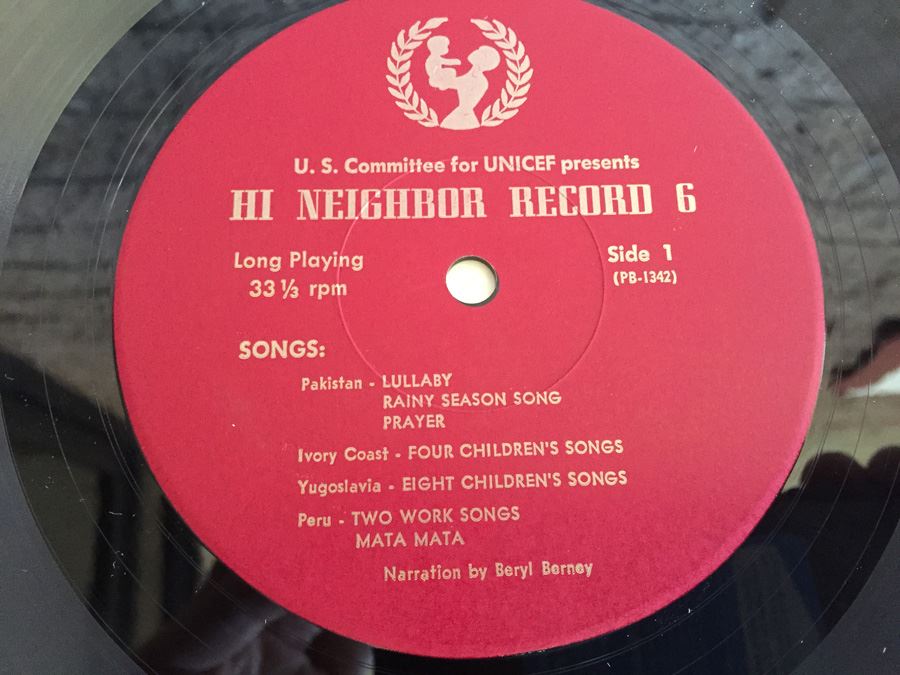 U. S. Committee for UNICEF presents
HI NEIGHBOR RECORD 6
Long Playing
33 ⅓ rpm
Side 1
(PB-1342)
SONGS:
Pakistan - LULLABY
RAINY SEASON SONG
PRAYER
Ivory Coast - FOUR CHILDREN'S SONGS
Yugoslavia - EIGHT CHILDREN'S SONGS
Peru - TWO WORK SONGS
MATA MATA
Narration by Beryl Berney